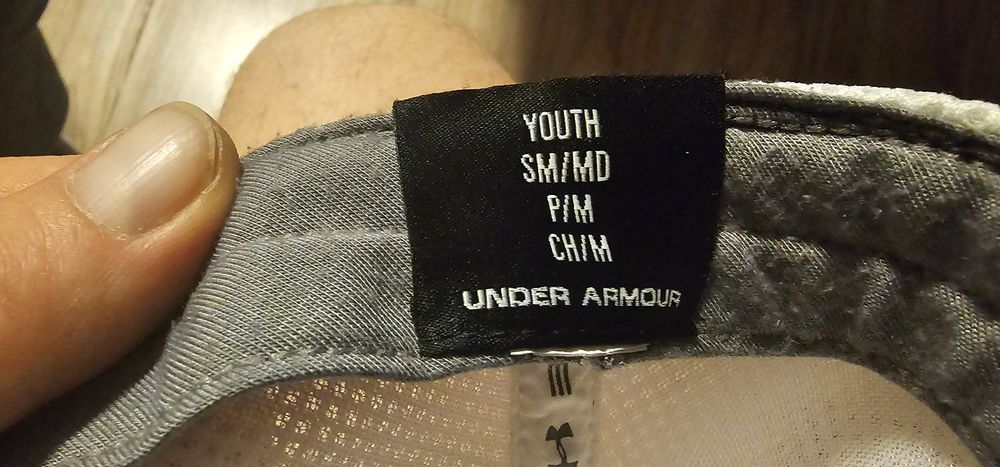 YOUTH
SM/MD
P/M
CH/M
UNDER ARMOUR